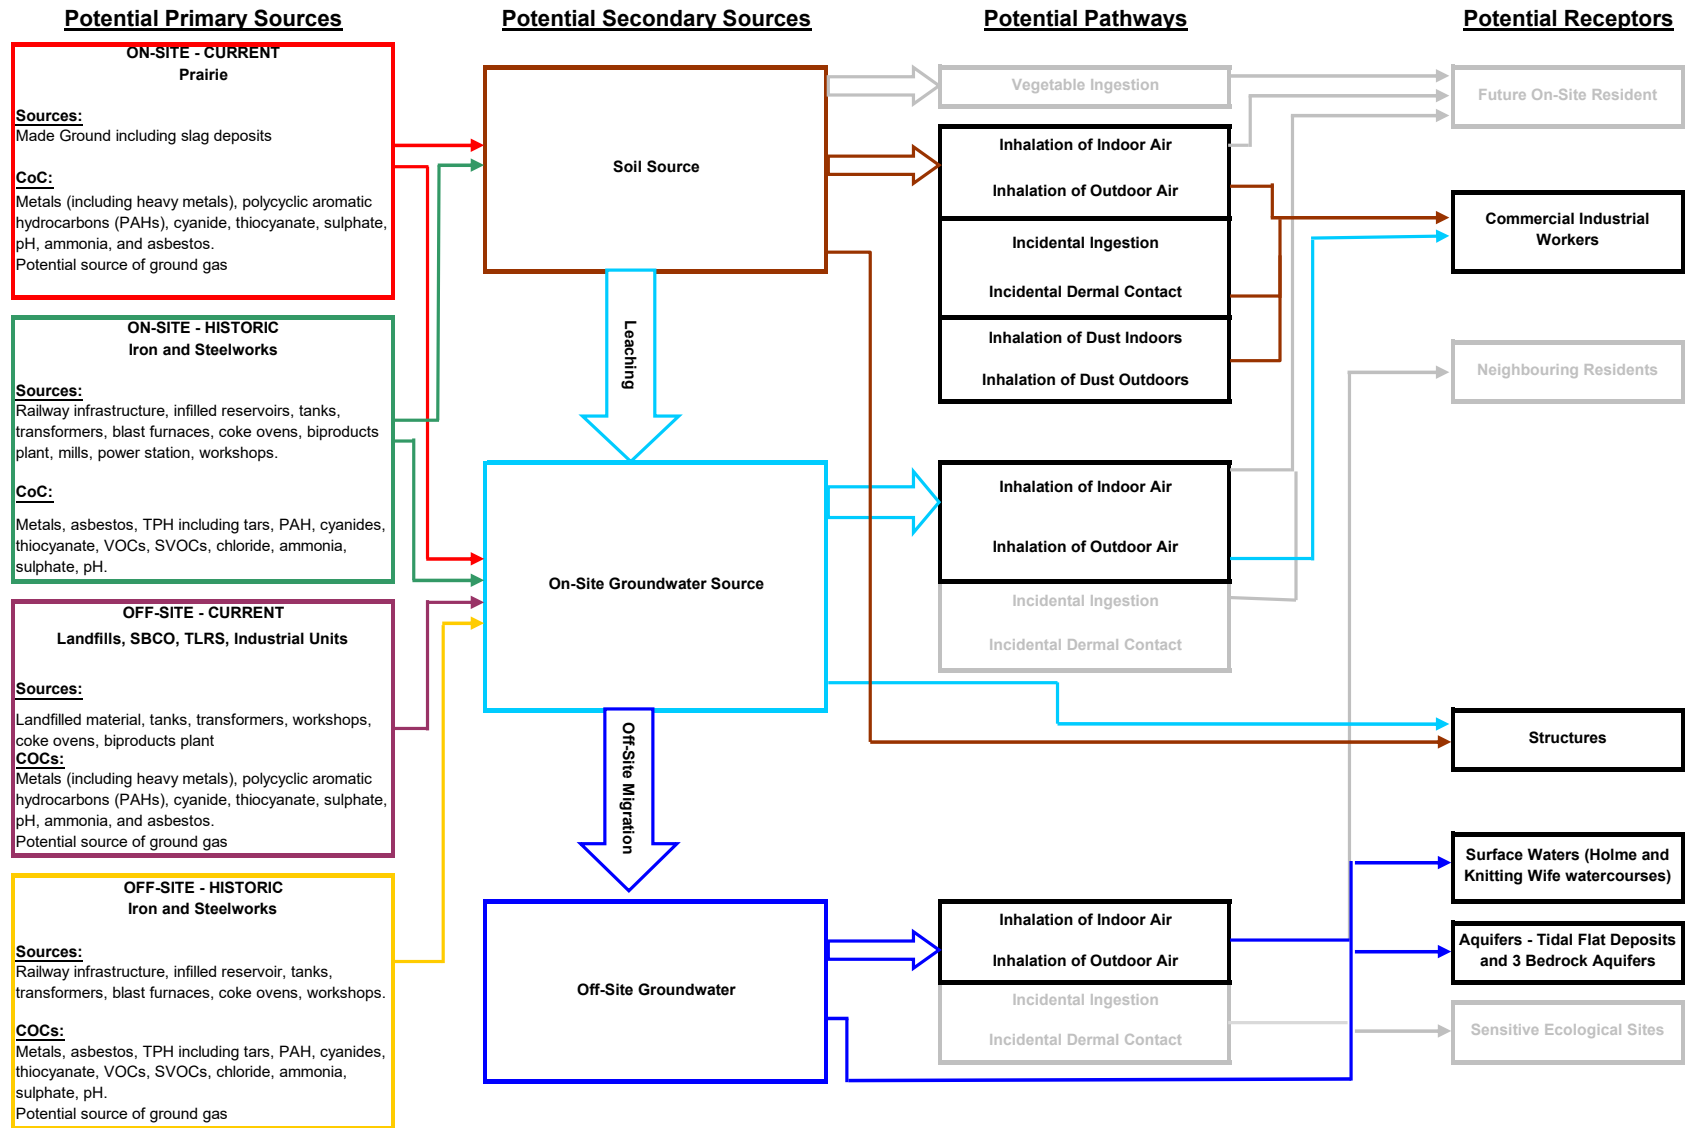 Potential Primary Sources
Potential Secondary Sources
Potential Pathways
Potential Receptors
ON-SITE - CURRENT
Prairie
Sources:
Made Ground including slag deposits
CoC:
Metals (including heavy metals), polycyclic aromatic
hydrocarbons (PAHs), cyanide, thiocyanate, sulphate,
pH, ammonia, and asbestos.
Potential source of ground gas
ON-SITE - HISTORIC
Iron and Steelworks
Sources:
Railway infrastructure, infilled reservoirs, tanks,
transformers, blast furnaces, coke ovens, biproducts
plant, mills, power station, workshops.
CoC:
Metals, asbestos, TPH including tars, PAH, cyanides,
thiocyanate, VOCs, SVOCs, chloride, ammonia,
sulphate, pH.
OFF-SITE - CURRENT
Landfills, SBCO, TLRS, Industrial Units
Sources:
Landfilled material, tanks, transformers, workshops,
coke ovens, biproducts plant
COCs:
Metals (including heavy metals), polycyclic aromatic
hydrocarbons (PAHs), cyanide, thiocyanate, sulphate,
pH, ammonia, and asbestos.
Potential source of ground gas
OFF-SITE - HISTORIC
Iron and Steelworks
Sources:
Railway infrastructure, infilled reservoir, tanks,
transformers, blast furnaces, coke ovens, workshops.
COCs:
Metals, asbestos, TPH including tars, PAH, cyanides,
thiocyanate, VOCs, SVOCs, chloride, ammonia,
sulphate, pH.
Potential source of ground gas
Soil Source
Leaching
On-Site Groundwater Source
Off-Site Migration
Off-Site Groundwater
Vegetable Ingestion
Inhalation of Indoor Air
Inhalation of Outdoor Air
Incidental Ingestion
Incidental Dermal Contact
Inhalation of Dust Indoors
Inhalation of Dust Outdoors
Inhalation of Indoor Air
Inhalation of Outdoor Air
Incidental Ingestion
Incidental Dermal Contact
Inhalation of Indoor Air
Inhalation of Outdoor Air
Incidental Ingestion
Incidental Dermal Contact
Future On-Site Resident
Commercial Industrial
Workers
Neighbouring Residents
Structures
Surface Waters (Holme and
Knitting Wife watercourses)
Aquifers - Tidal Flat Deposits
and 3 Bedrock Aquifers
Sensitive Ecological Sites